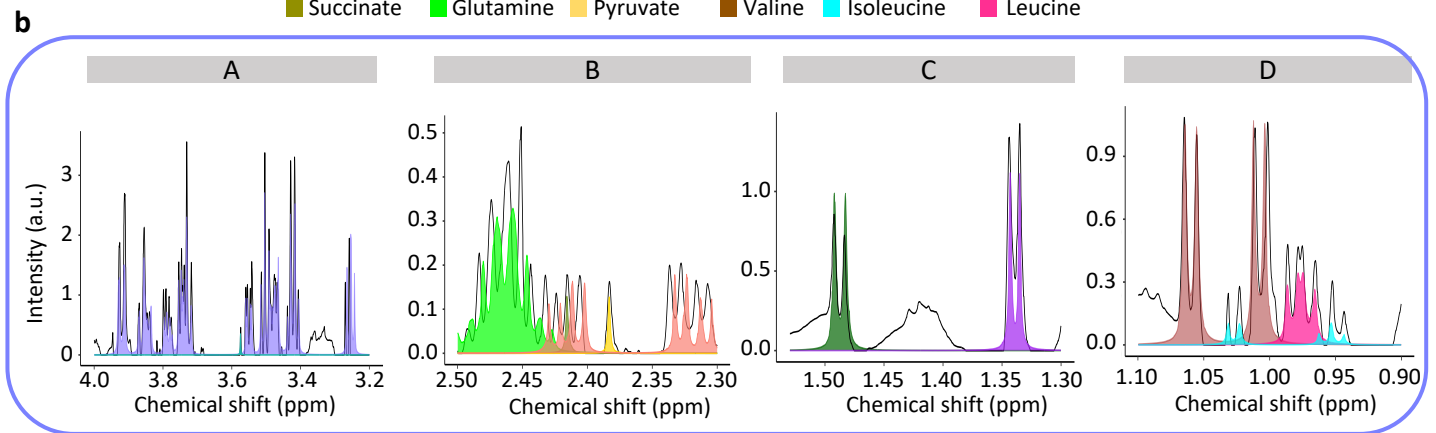 Succinate Glutamine Pyruvate Valine Isoleucine Leucine
b
A B C D
Intensity (a.u.)
3
2
1
0
4.0 3.8 3.6 3.4 3.2
Chemical shift (ppm)
0.5
0.4
0.3
0.2
0.1
0.0
2.50 2.45 2.40 2.35 2.30
Chemical shift (ppm)
1.0
0.5
0.0
1.50 1.45 1.40 1.35 1.30
Chemical shift (ppm)
0.9
0.6
0.3
0.0
1.10 1.05 1.00 0.95 0.90
Chemical shift (ppm)